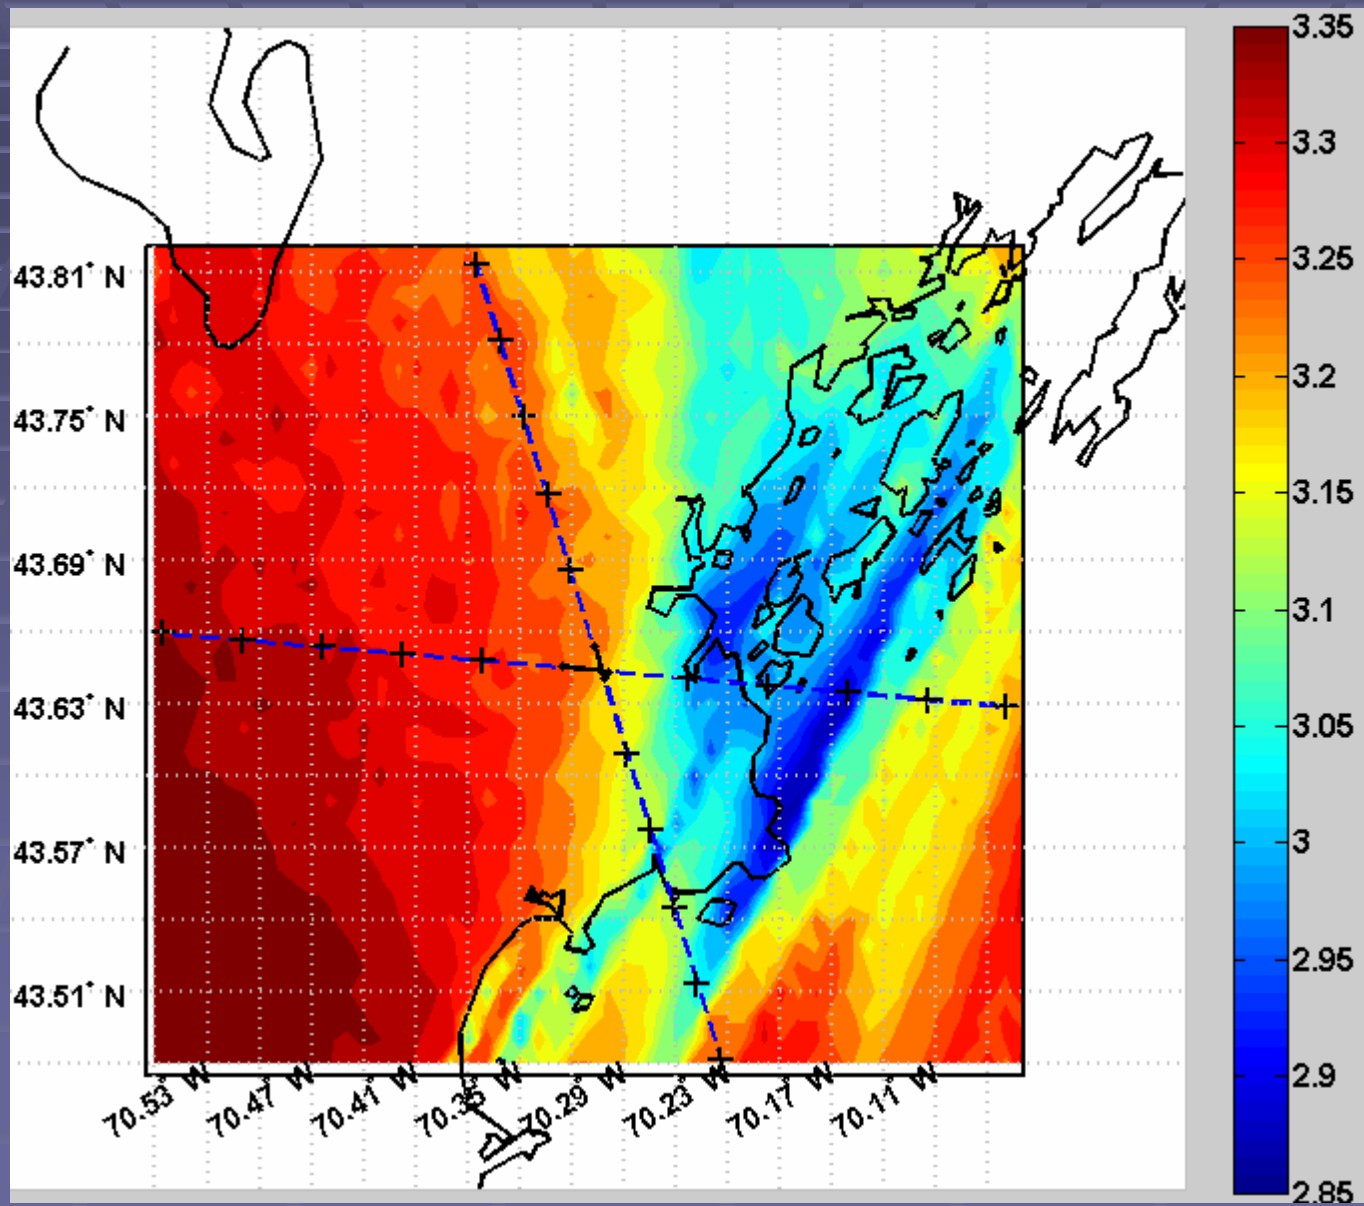 3.35
3.3
3.25
3.2
3.15
3.1
3.05
3
2.95
2.9
2.85
43.81° N
43.75° N
43.69° N
43.63° N
43.57° N
43.51° N
70.53° W
70.47° W
70.41° W
70.35° W
70.29° W
70.23° W
70.17° W
70.11° W